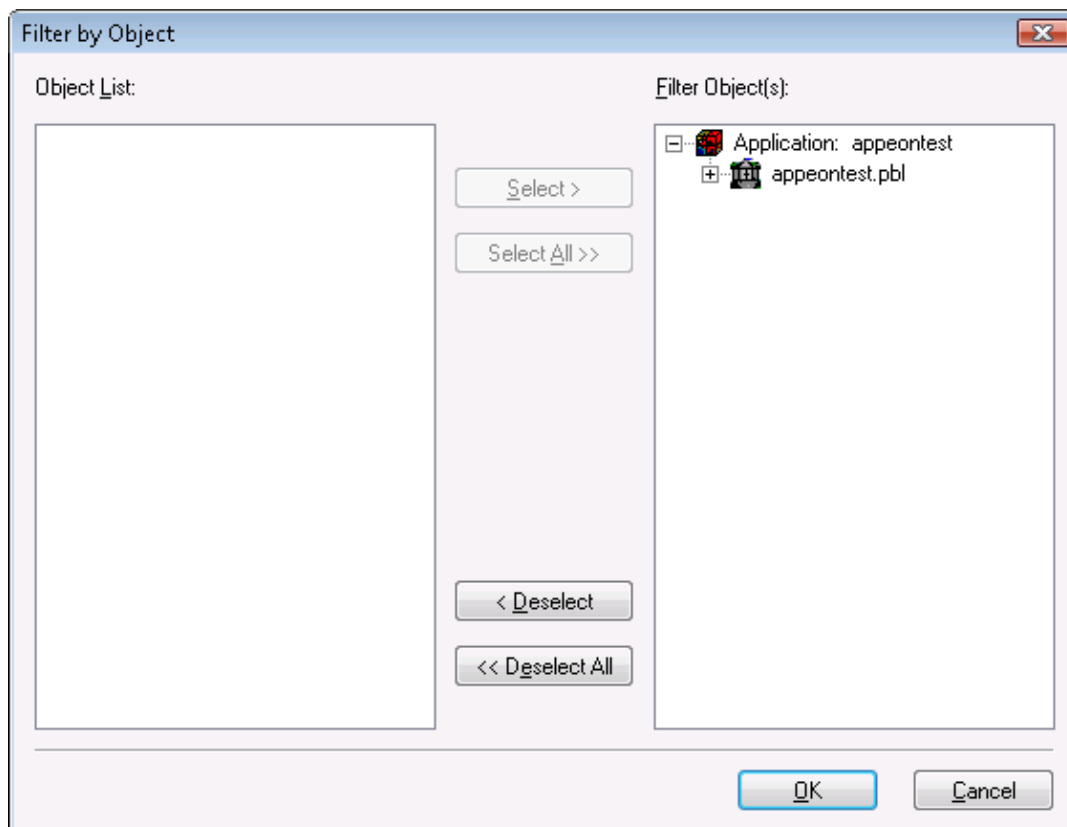 Filter by Object
Object List:
Filter Object(s):
Application: appeontest
appeontest.pbl
Select >
Select All >>
< Deselect
<< Deselect All
OK
Cancel